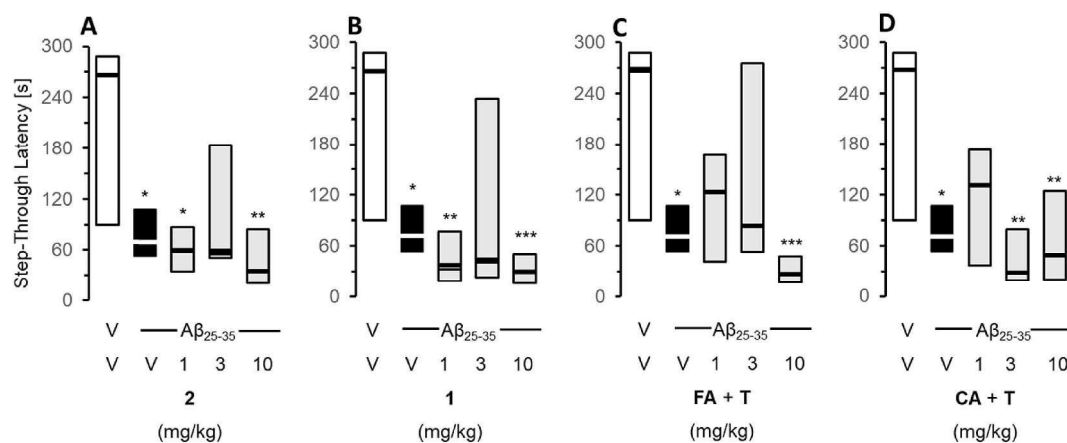 A B C D
Step-Through Latency [s]
300 300 300 300
240 240 240 240
180 180 180 180
120 120 120 120
60 60 60 60
0 0 0 0
* * ** * ** *** * *** * ** **
V Aβ25-35 V Aβ25-35 V Aβ25-35 V Aβ25-35
V V 1 3 10 V V 1 3 10 V V 1 3 10 V V 1 3 10
2 1 FA + T CA + T
(mg/kg) (mg/kg) (mg/kg) (mg/kg)